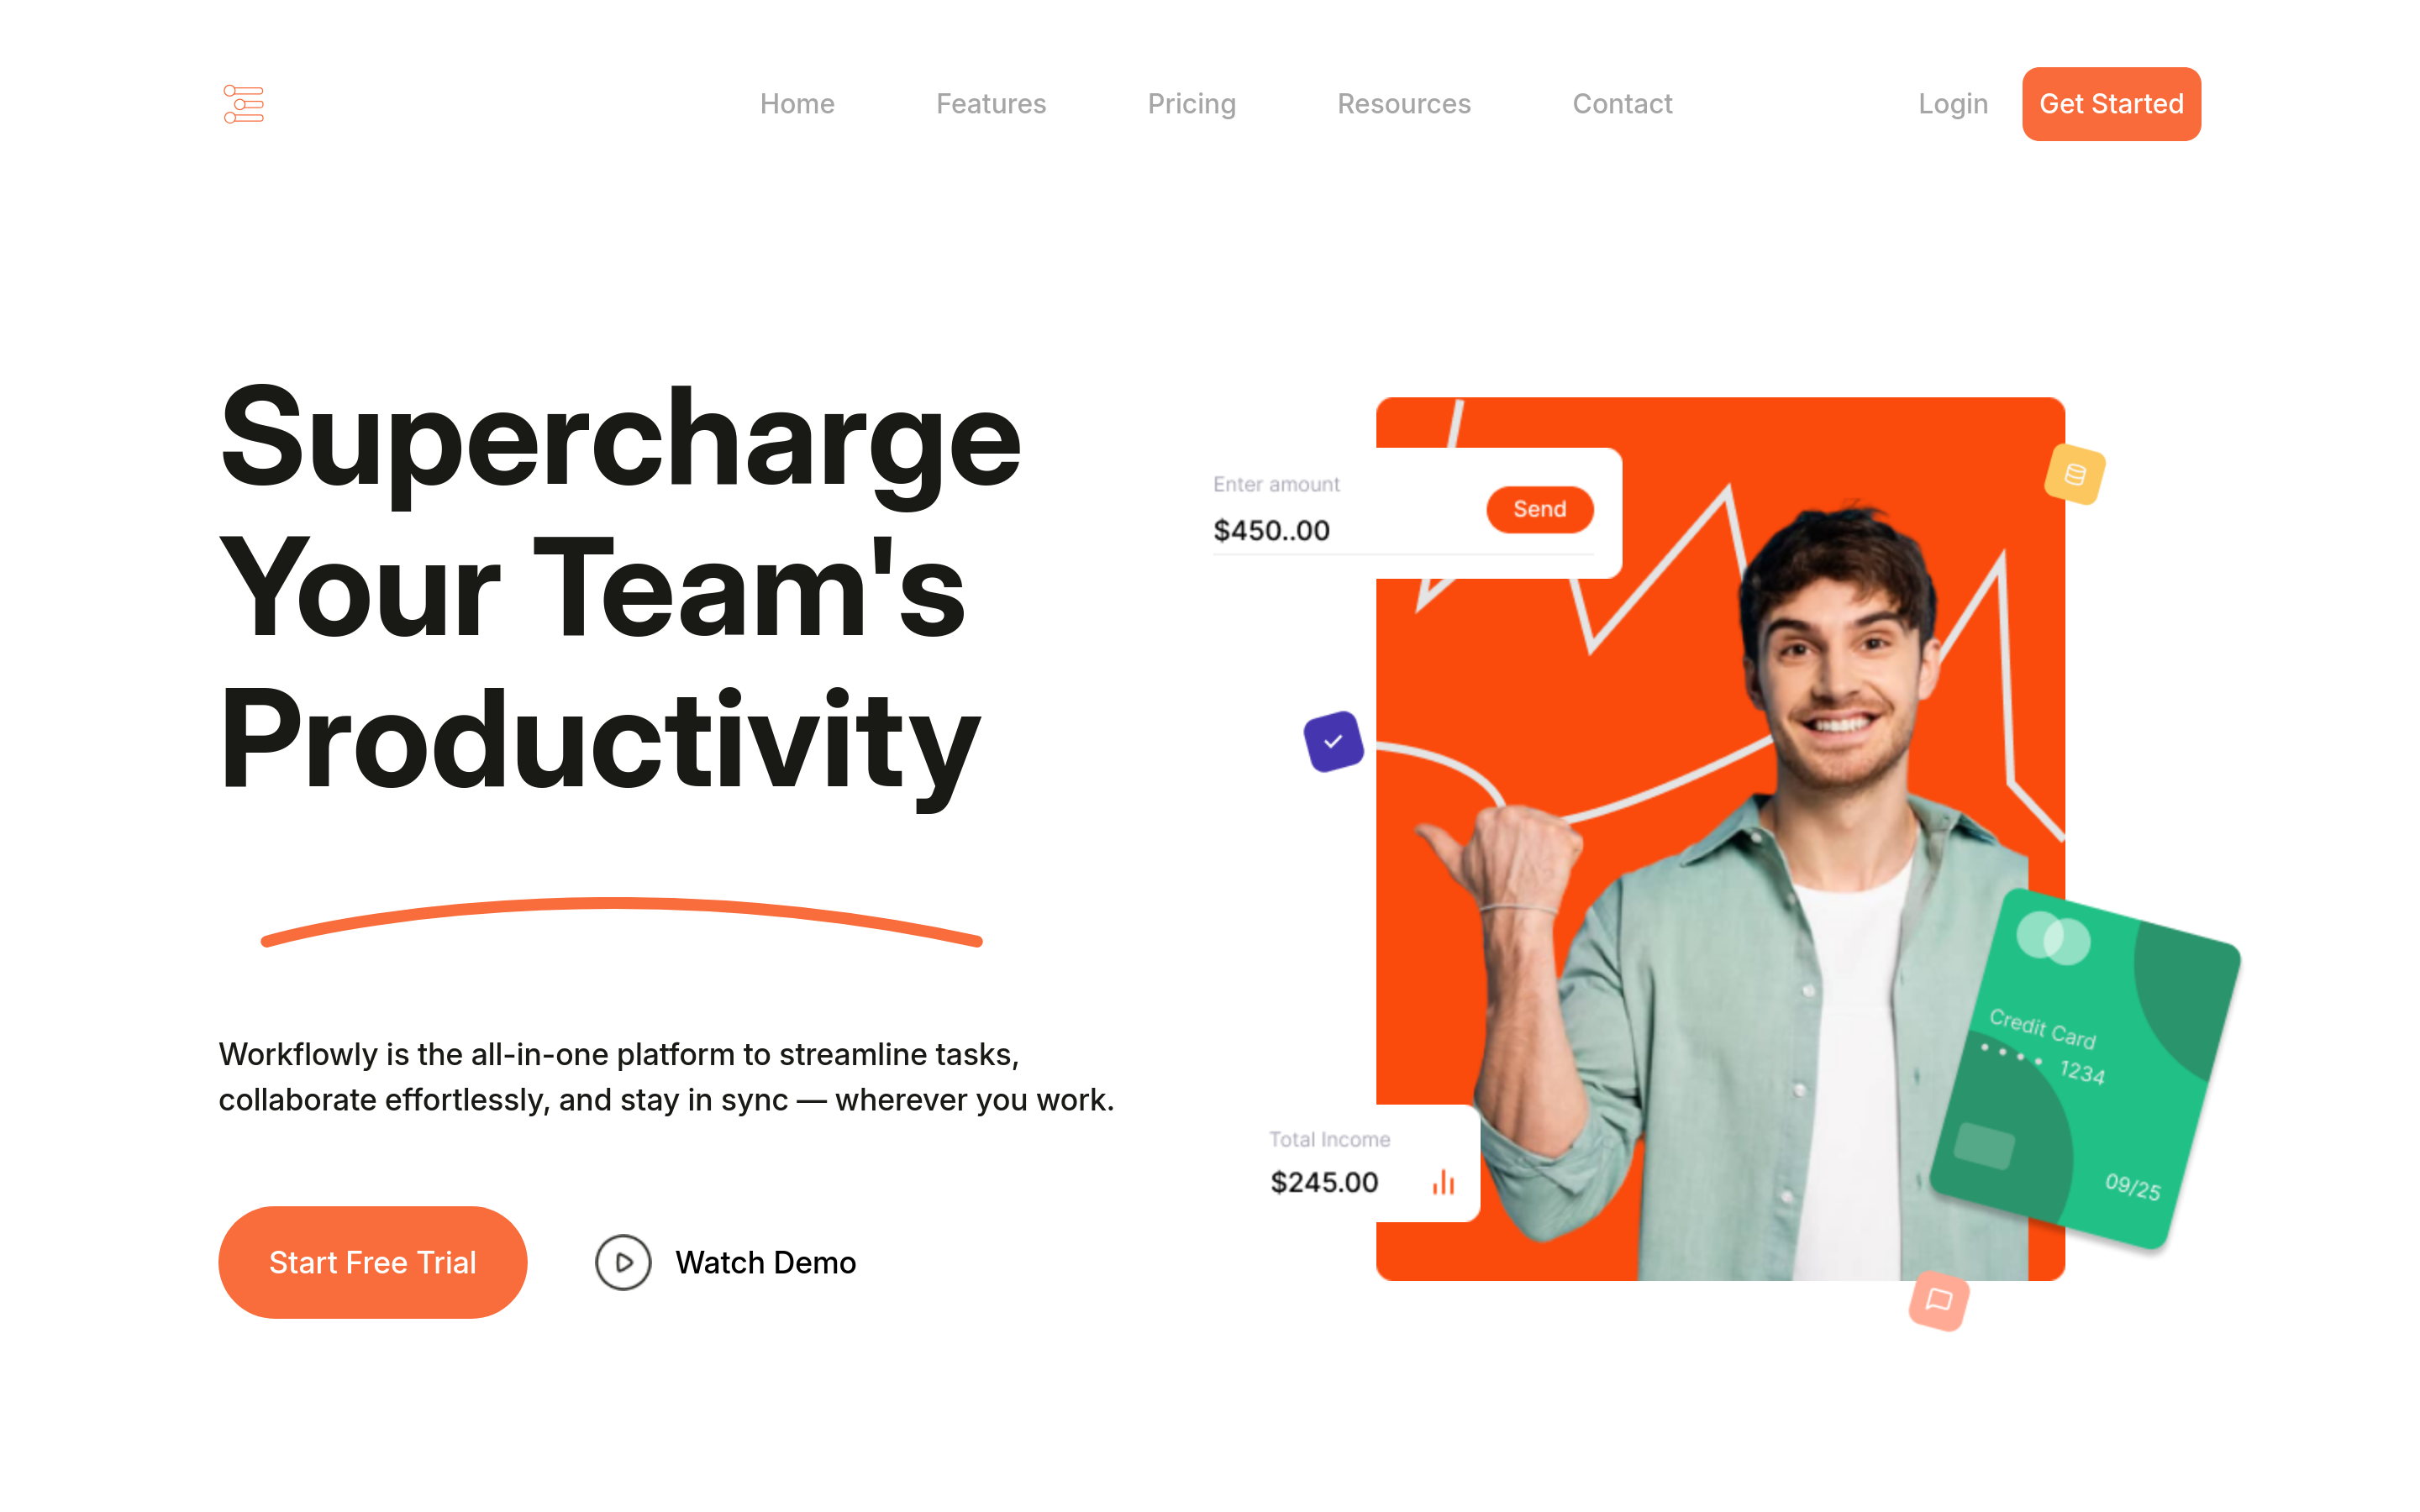 Home Features Pricing Resources Contact Login Get Started
Supercharge
Your Team's
Productivity
Workflowly is the all-in-one platform to streamline tasks,
collaborate effortlessly, and stay in sync — wherever you work.
Start Free Trial Watch Demo
Enter amount
$450..00
Send
Credit Card
1234
09/25
Total Income
$245.00